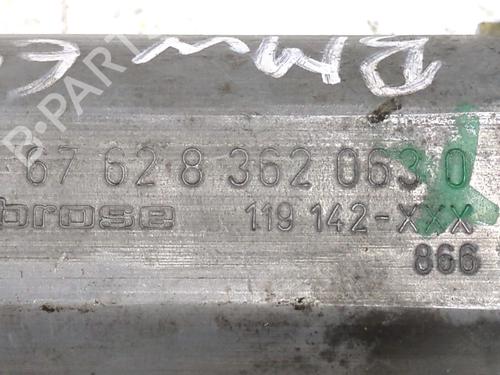 BMW
B-PARTS
67 62 8 362 063 0
brose 119 142-XXX
866